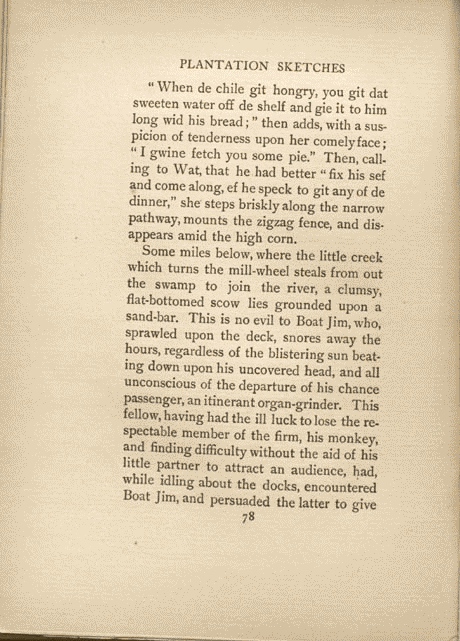 PLANTATION SKETCHES
“ When de chile git hongry, you git dat
sweeten water off de shelf and gie it to him
long wid his bread ; ” then adds, with a sus-
picion of tenderness upon her comely face ;
“ I gwine fetch you some pie.” Then, call-
ing to Wat, that he had better “ fix his sef
and come along, ef he speck to git any of de
dinner,” she steps briskly along the narrow
pathway, mounts the zigzag fence, and dis-
appears amid the high corn.
Some miles below, where the little creek
which turns the mill-wheel steals from out
the swamp to join the river, a clumsy,
flat-bottomed scow lies grounded upon a
sand-bar. This is no evil to Boat Jim, who,
sprawled upon the deck, snores away the
hours, regardless of the blistering sun beat-
ing down upon his uncovered head, and all
unconscious of the departure of his chance
passenger, an itinerant organ-grinder. This
fellow, having had the ill luck to lose the re-
spectable member of the firm, his monkey,
and finding difficulty without the aid of his
little partner to attract an audience, had,
while idling about the docks, encountered
Boat Jim, and persuaded the latter to give
78